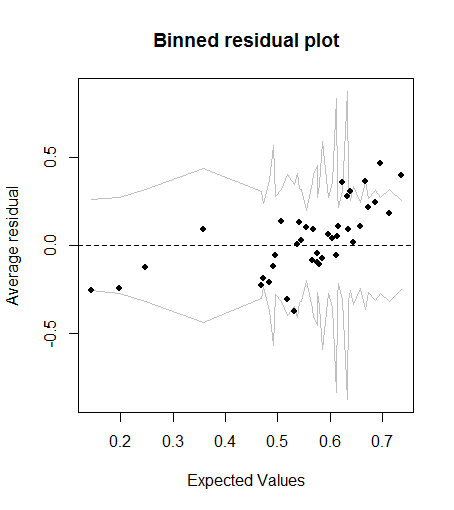 Binned residual plot
Average residual
0.5
0.0
-0.5
0.2 0.3 0.4 0.5 0.6 0.7
Expected Values